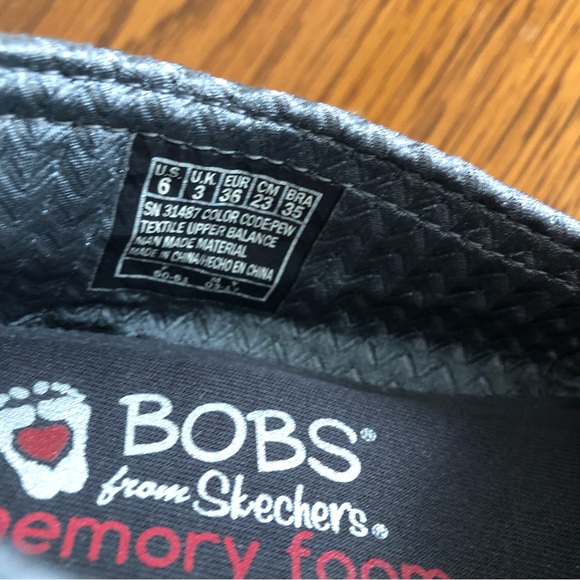 U.S. U.K. EUR CM BRA
6 3 36 23 35
SN 31487 COLOR CODE:PEW
TEXTILE UPPER BALANCE
MAN MADE MATERIAL
MADE IN CHINA/HECHO EN CHINA
BOBS®
from Skechers®
memory foam